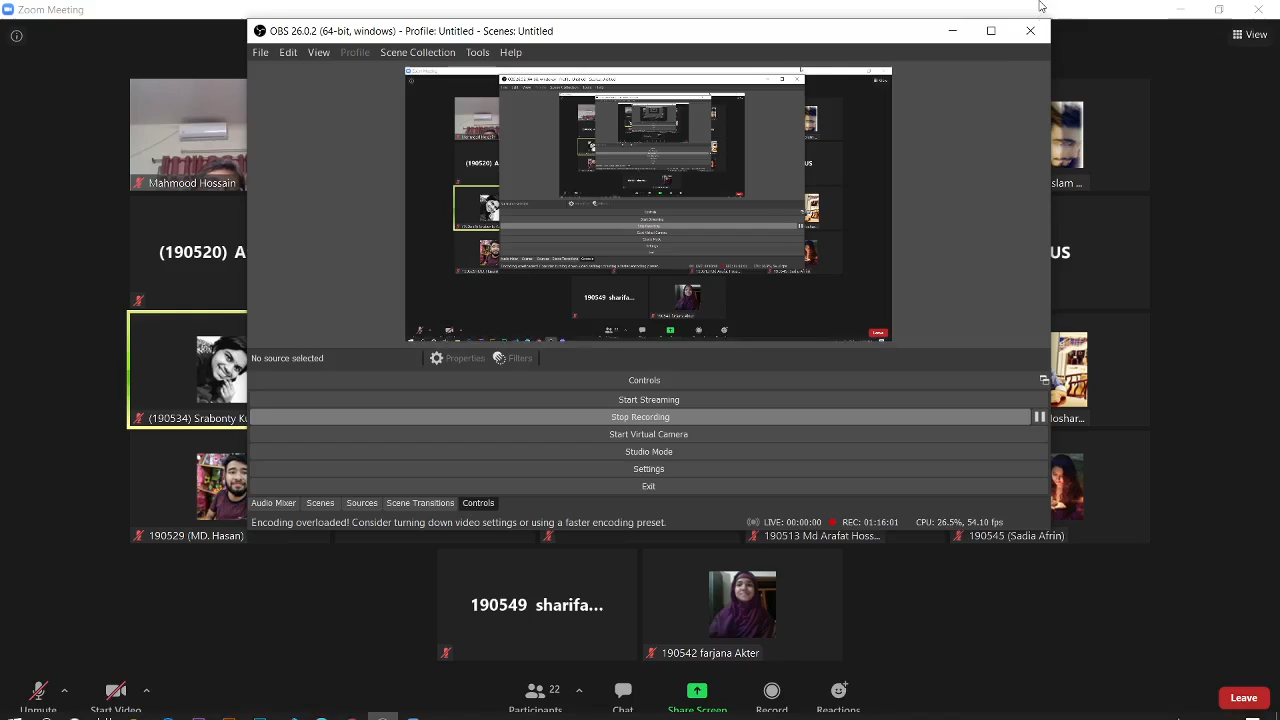 Zoom Meeting
OBS 26.0.2 (64-bit, windows) - Profile: Untitled - Scenes: Untitled
View
File Edit View Profile Scene Collection Tools Help
Mahmood Hossain
slam ...
(190520) A
US
No source selected
Properties
Filters
Controls
Start Streaming
Stop Recording
(190534) Srabonty Ku
loshar...
Start Virtual Camera
Studio Mode
Settings
Exit
Audio Mixer Scenes Sources Scene Transitions Controls
Encoding overloaded! Consider turning down video settings or using a faster encoding preset.
LIVE: 00:00:00 REC: 01:16:01 CPU: 26.5%, 54.10 fps
190529 (MD. Hasan)
190513 Md Arafat Hoss...
190545 (Sadia Afrin)
190549 sharifa...
190542 farjana Akter
22
Unmute
Start Video
Participants
Chat
Share Screen
Record
Reactions
Leave